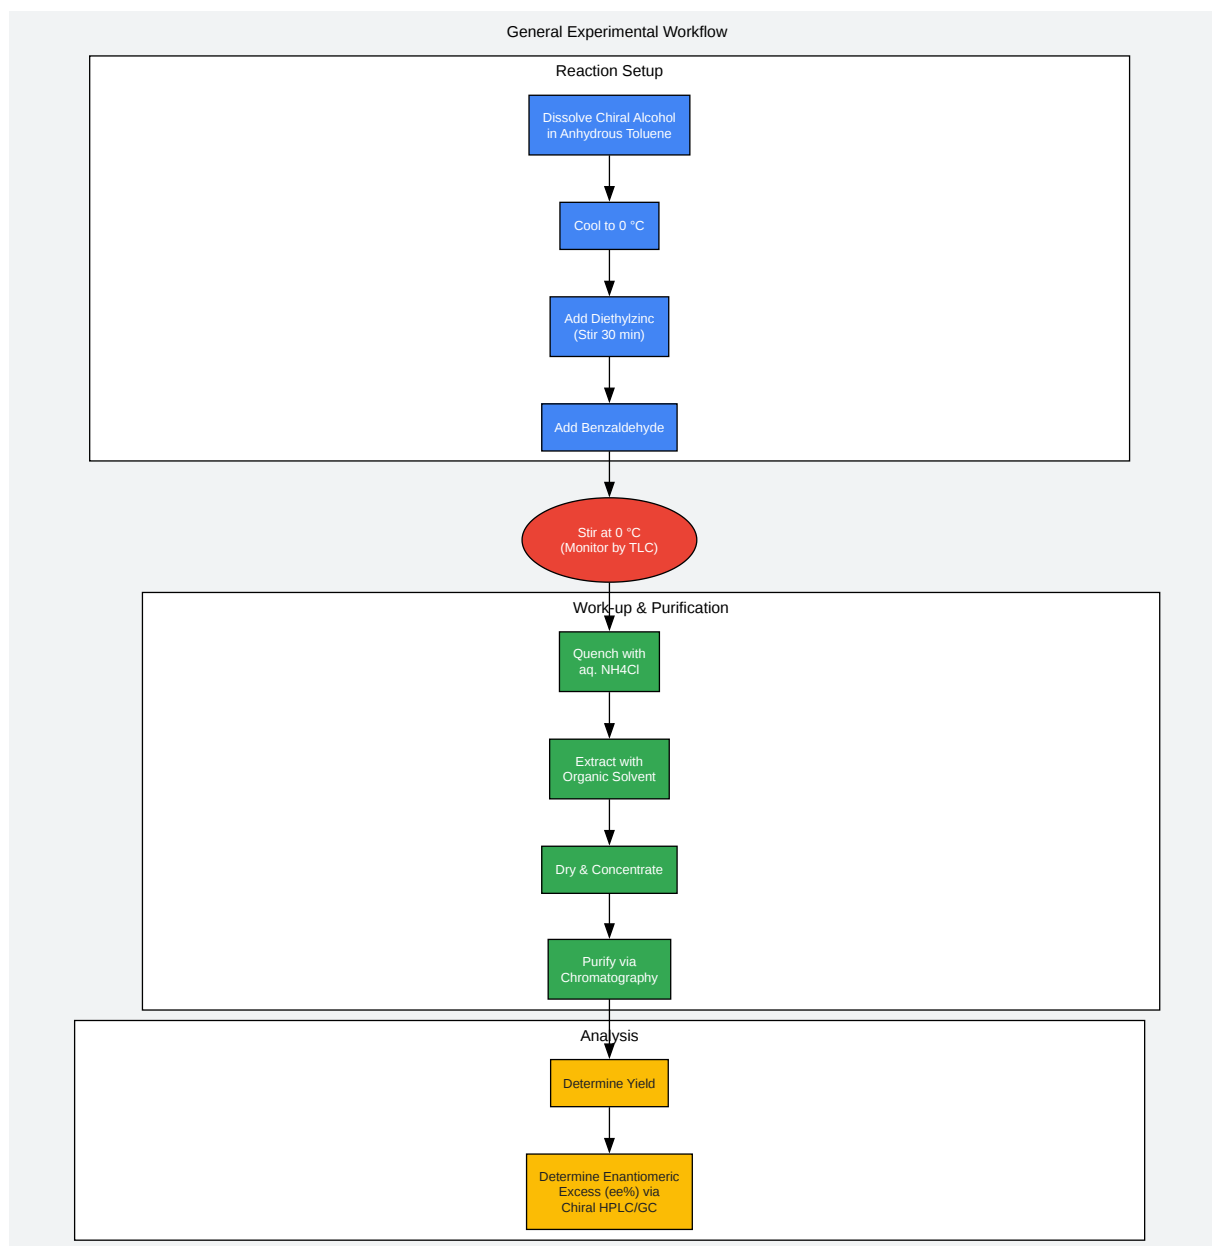 General Experimental Workflow
Reaction Setup
Dissolve Chiral Alcohol
in Anhydrous Toluene
Cool to 0 °C
Add Diethylzinc
(Stir 30 min)
Add Benzaldehyde
Stir at 0 °C
(Monitor by TLC)
Work-up & Purification
Quench with
aq. NH4Cl
Extract with
Organic Solvent
Dry & Concentrate
Purify via
Chromatography
Analysis
Determine Yield
Determine Enantiomeric
Excess (ee%) via
Chiral HPLC/GC